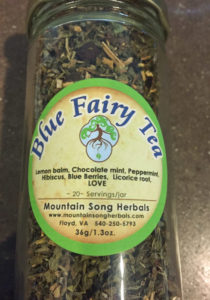 Blue Fairy Tea
Lemon balm, Chocolate mint, Peppermint,
Hibiscus, Blue Berries, Licorice root,
LOVE
~ 20~ Servings/jar
Mountain Song Herbals
www.mountainsongherbals.com
Floyd, VA 540-250-5793
36g/1.3oz.